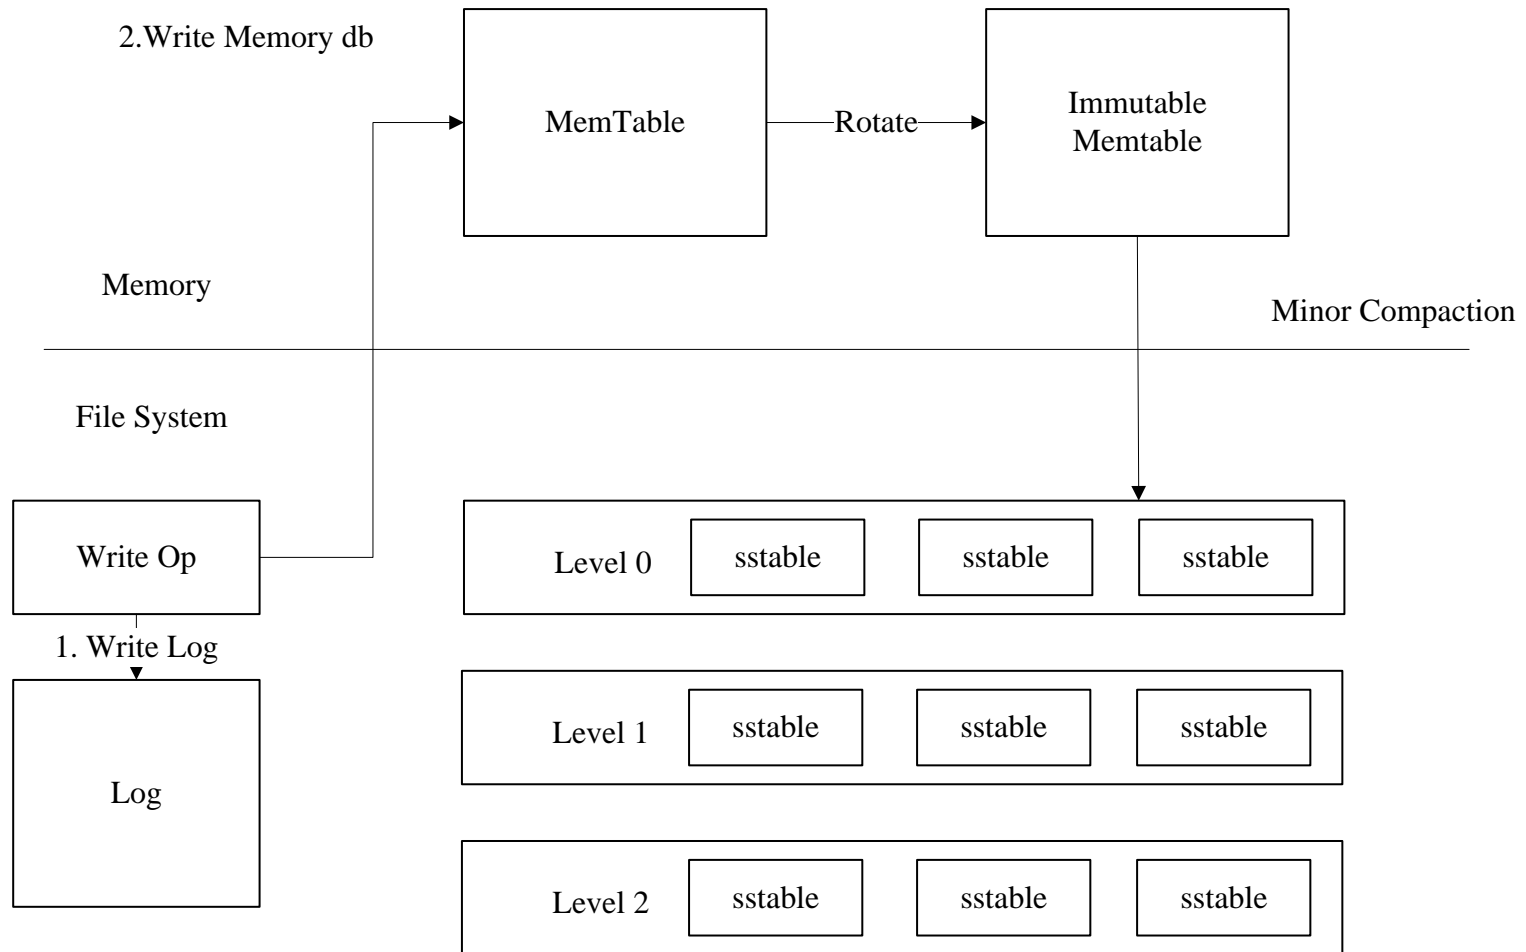 2.Write Memory db
MemTable
Rotate
Immutable
Memtable
Memory
Minor Compaction
File System
Write Op
1. Write Log
Log
Level 0
sstable
sstable
sstable
Level 1
sstable
sstable
sstable
Level 2
sstable
sstable
sstable